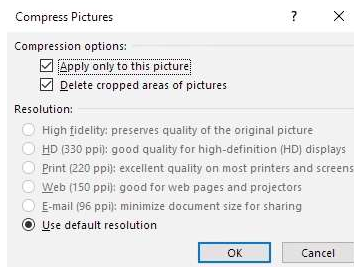 Compress Pictures ? ×
Compression options:
Apply only to this picture
Delete cropped areas of pictures
Resolution:
High fidelity: preserves quality of the original picture
HD (330 ppi): good quality for high-definition (HD) displays
Print (220 ppi): excellent quality on most printers and screens
Web (150 ppi): good for web pages and projectors
E-mail (96 ppi): minimize document size for sharing
Use default resolution
OK Cancel